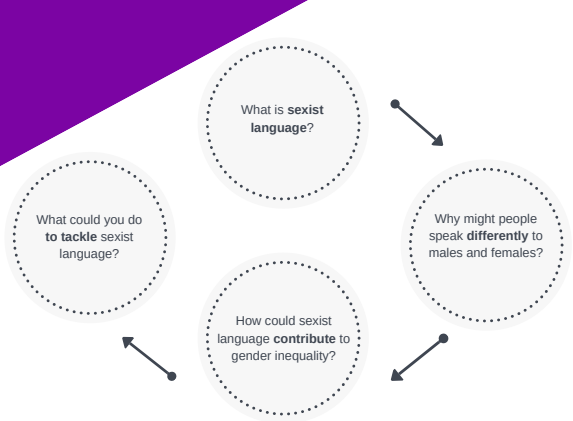 What is sexist
language?
Why might people
speak differently to
males and females?
How could sexist
language contribute to
gender inequality?
What could you do
to tackle sexist
language?